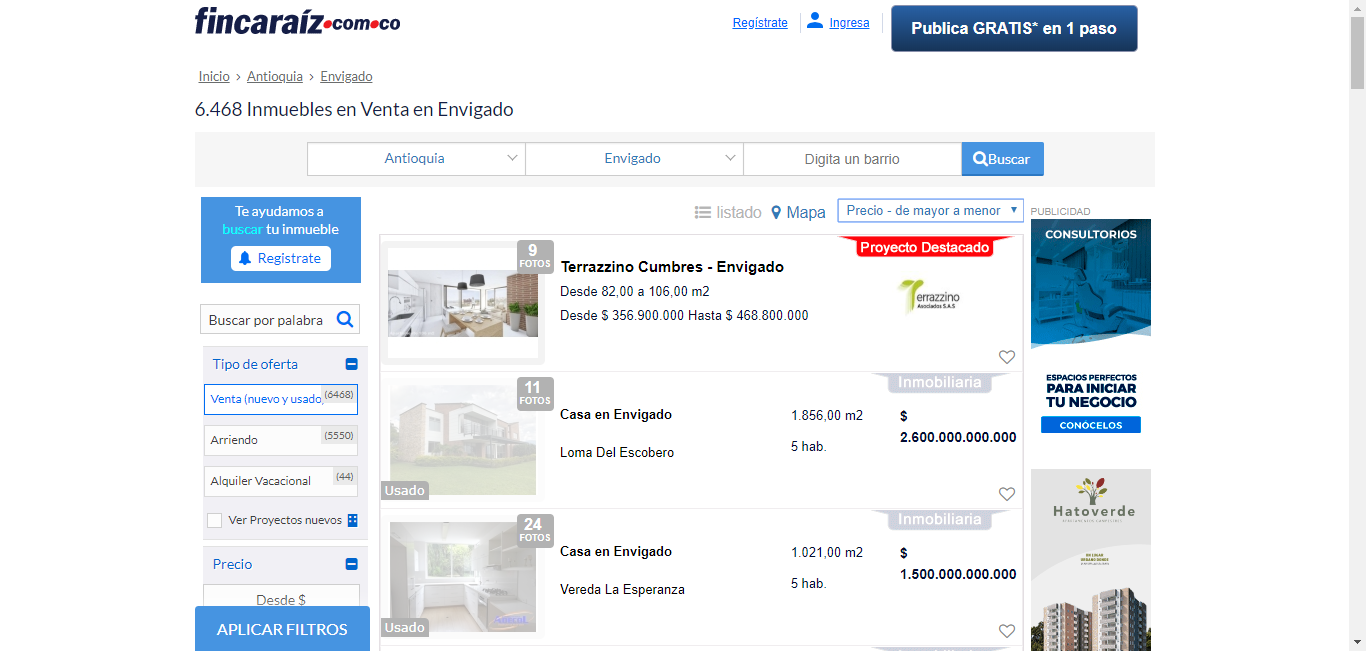 fincaraíz.com.co
Regístrate
Ingresa
Publica GRATIS* en 1 paso
Inicio > Antioquia > Envigado
6.468 Inmuebles en Venta en Envigado
Antioquia
Envigado
Digita un barrio
Buscar
Te ayudamos a
buscar tu inmueble
Registrate
listado
Mapa
Precio - de mayor a menor
PUBLICIDAD
Buscar por palabra
Tipo de oferta
Venta (nuevo y usado)
(6468)
Arriendo
(5550)
Alquiler Vacacional
(44)
Ver Proyectos nuevos
Precio
Desde $
APLICAR FILTROS
9
FOTOS
Proyecto Destacado
Terrazzino Cumbres - Envigado
Desde 82,00 a 106,00 m2
Desde $ 356.900.000 Hasta $ 468.800.000
Terrazzino
Asociados S.A.S
11
FOTOS
Inmobiliaria
Casa en Envigado
1.856,00 m2
$
2.600.000.000.000
5 hab.
Loma Del Escobero
Usado
24
FOTOS
Inmobiliaria
Casa en Envigado
1.021,00 m2
$
1.500.000.000.000
5 hab.
Vereda La Esperanza
Usado
Inmobiliaria
CONSULTORIOS
ESPACIOS PERFECTOS
PARA INICIAR
TU NEGOCIO
CONÓCELOS
Hatoverde